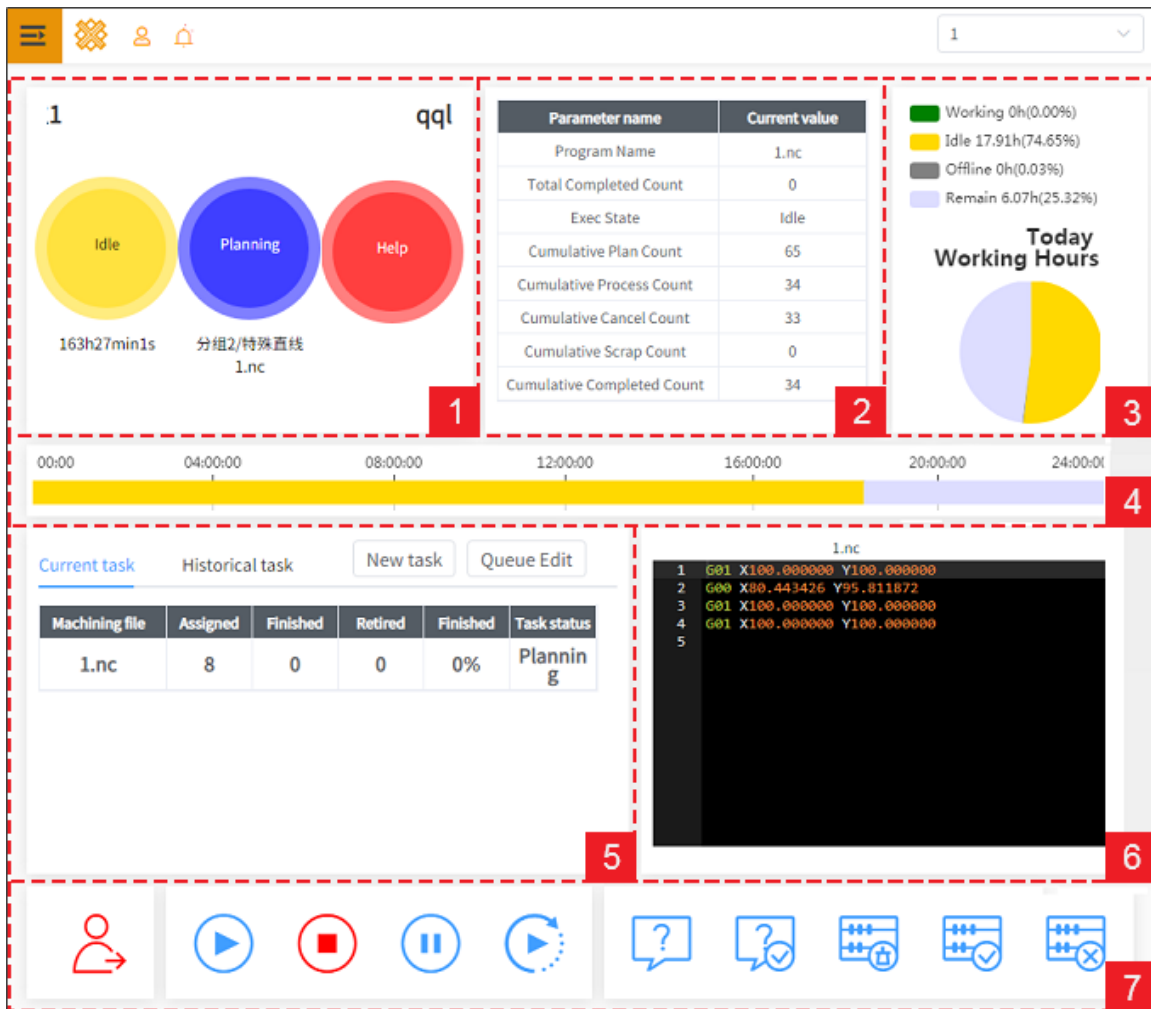 1
:1 qql
Idle Planning Help
163h27min1s 分组2/特殊直线
1.nc
1
Parameter name Current value
Program Name 1.nc
Total Completed Count 0
Exec State Idle
Cumulative Plan Count 65
Cumulative Process Count 34
Cumulative Cancel Count 33
Cumulative Scrap Count 0
Cumulative Completed Count 34
2
Working 0h(0.00%)
Idle 17.91h(74.65%)
Offline 0h(0.03%)
Remain 6.07h(25.32%)
Today
Working Hours
3
00:00 04:00:00 08:00:00 12:00:00 16:00:00 20:00:00 24:00:0(
4
Current task Historical task New task Queue Edit
Machining file Assigned Finished Retired Finished Task status
1.nc 8 0 0 0% Plannin
g
5
1.nc
1 G01 X100.000000 Y100.000000
2 G00 X80.443426 Y95.811872
3 G01 X100.000000 Y100.000000
4 G01 X100.000000 Y100.000000
5
6
? ?
7